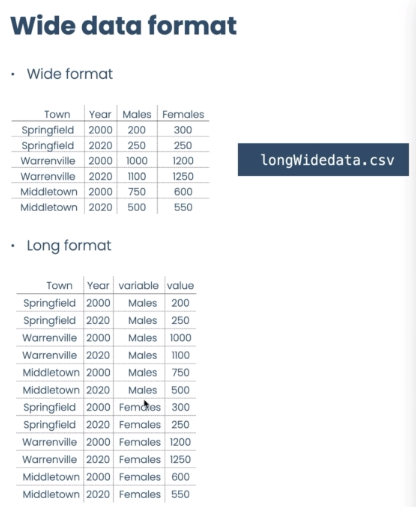 Wide data format
• Wide format
Town Year Males Females
Springfield 2000 200 300
Springfield 2020 250 250
Warrenville 2000 1000 1200
Warrenville 2020 1100 1250
Middletown 2000 750 600
Middletown 2020 500 550
longWidedata.csv
• Long format
Town Year variable value
Springfield 2000 Males 200
Springfield 2020 Males 250
Warrenville 2000 Males 1000
Warrenville 2020 Males 1100
Middletown 2000 Males 750
Middletown 2020 Males 500
Springfield 2000 Females 300
Springfield 2020 Females 250
Warrenville 2000 Females 1200
Warrenville 2020 Females 1250
Middletown 2000 Females 600
Middletown 2020 Females 550